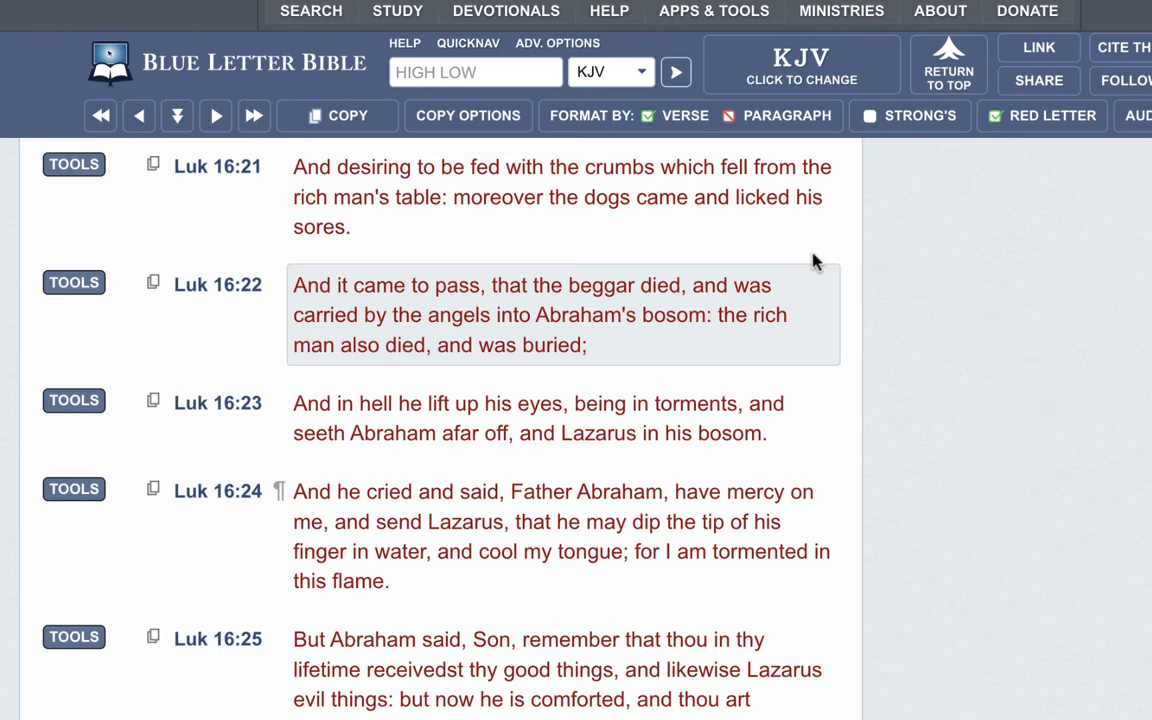 SEARCH STUDY DEVOTIONALS HELP APPS & TOOLS MINISTRIES ABOUT DONATE
BLUE LETTER BIBLE
HELP QUICKNAV ADV. OPTIONS
HIGH LOW KJV
KJV
CLICK TO CHANGE
RETURN
TO TOP
LINK CITE TH
SHARE FOLLOW
COPY COPY OPTIONS FORMAT BY: VERSE PARAGRAPH STRONG'S RED LETTER AUD
TOOLS Luk 16:21 And desiring to be fed with the crumbs which fell from the
rich man's table: moreover the dogs came and licked his
sores.
TOOLS Luk 16:22 And it came to pass, that the beggar died, and was
carried by the angels into Abraham's bosom: the rich
man also died, and was buried;
TOOLS Luk 16:23 And in hell he lift up his eyes, being in torments, and
seeth Abraham afar off, and Lazarus in his bosom.
TOOLS Luk 16:24 ¶ And he cried and said, Father Abraham, have mercy on
me, and send Lazarus, that he may dip the tip of his
finger in water, and cool my tongue; for I am tormented in
this flame.
TOOLS Luk 16:25 But Abraham said, Son, remember that thou in thy
lifetime receivedst thy good things, and likewise Lazarus
evil things: but now he is comforted, and thou art